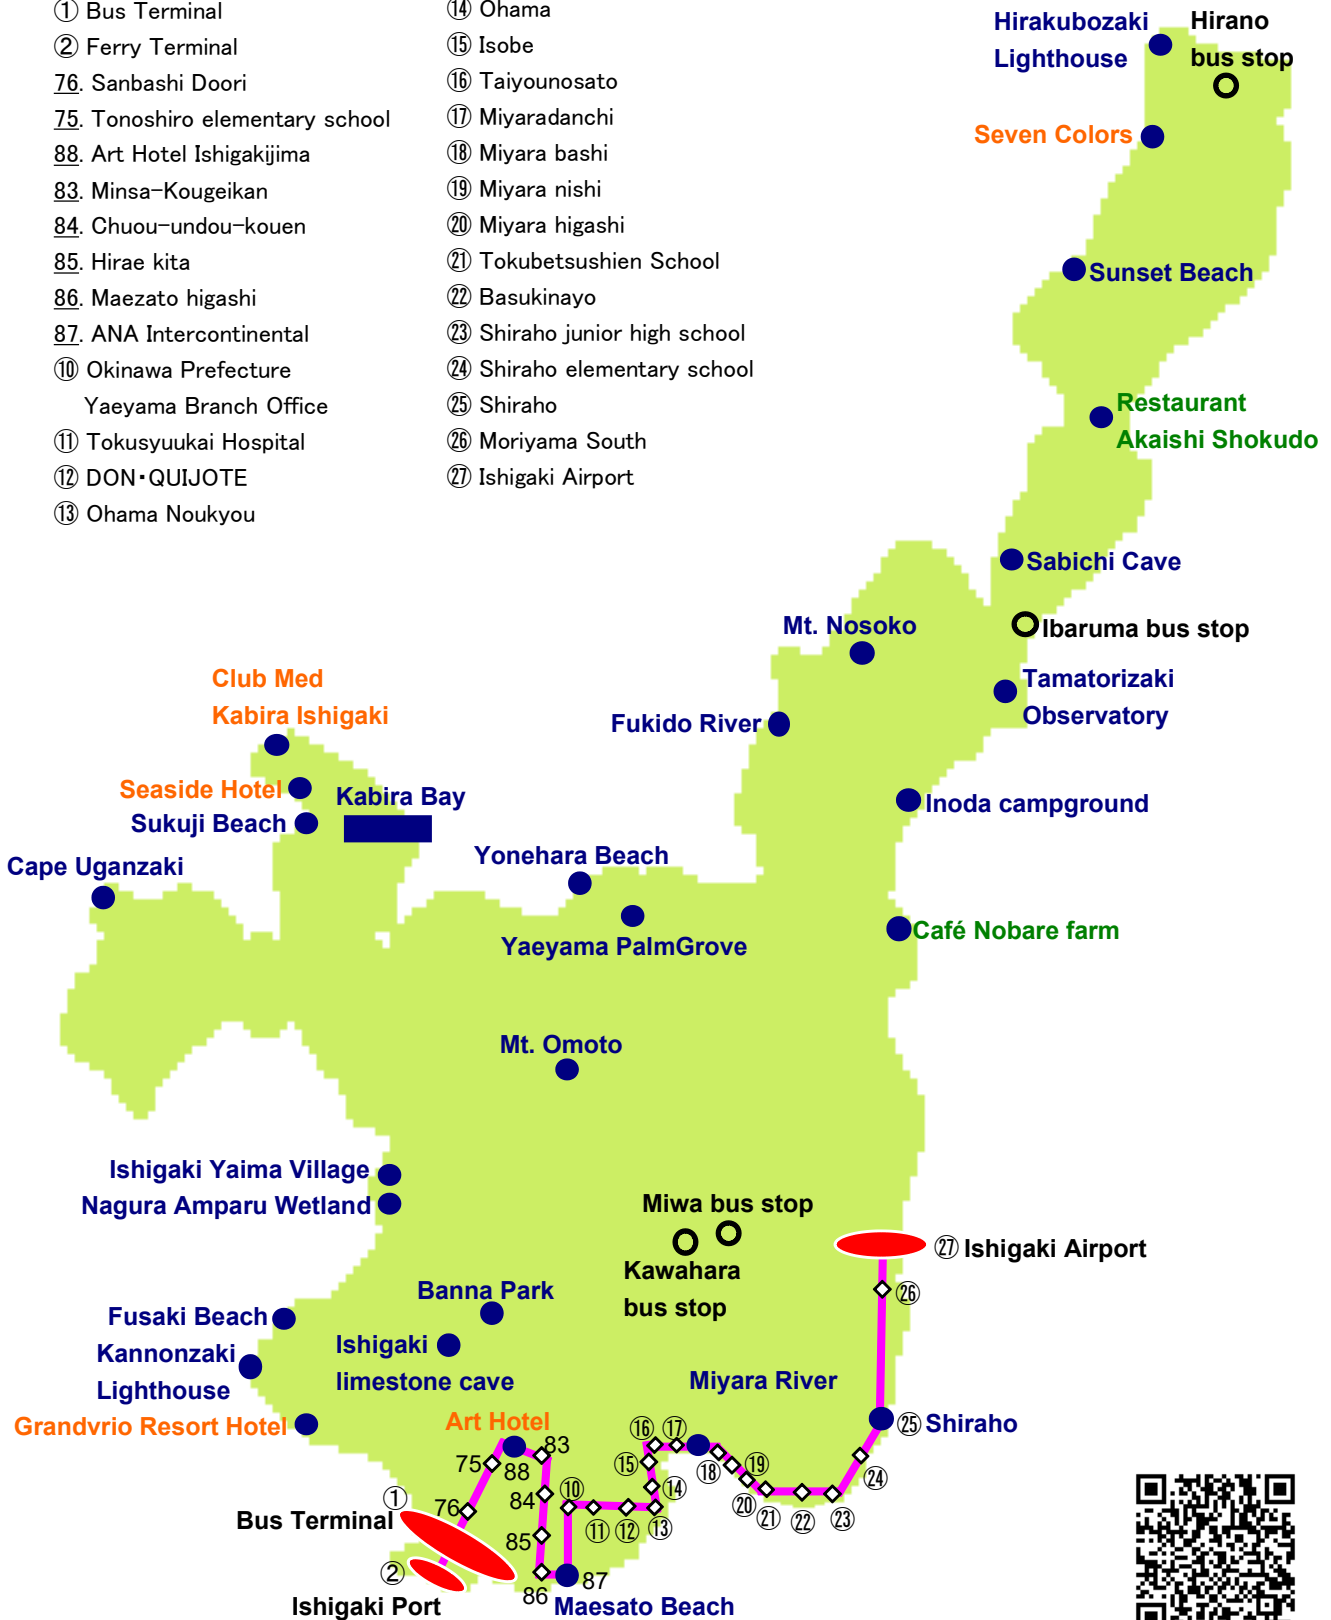 ① Bus Terminal
② Ferry Terminal
76. Sanbashi Doori
75. Tonoshiro elementary school
88. Art Hotel Ishigakijima
83. Minsa-Kougeikan
84. Chuou-undou-kouen
85. Hirae kita
86. Maezato higashi
87. ANA Intercontinental
⑩ Okinawa Prefecture
Yaeyama Branch Office
⑪ Tokusyuukai Hospital
⑫ DON・QUIJOTE
⑬ Ohama Noukyou
⑭ Ohama
⑮ Isobe
⑯ Taiyounosato
⑰ Miyaradanchi
⑱ Miyara bashi
⑲ Miyara nishi
⑳ Miyara higashi
㉑ Tokubetsushien School
㉒ Basukinayo
㉓ Shiraho junior high school
㉔ Shiraho elementary school
㉕ Shiraho
㉖ Moriyama South
㉗ Ishigaki Airport
Hirakubozaki
Lighthouse
Hirano
bus stop
Seven Colors
Sunset Beach
Restaurant
Akaishi Shokudo
Sabichi Cave
Ibaruma bus stop
Mt. Nosoko
Tamatorizaki
Observatory
Club Med
Kabira Ishigaki
Fukido River
Seaside Hotel
Kabira Bay
Inoda campground
Sukuji Beach
Yonehara Beach
Cape Uganzaki
Café Nobare farm
Yaeyama PalmGrove
Mt. Omoto
Ishigaki Yaima Village
Nagura Amparu Wetland
Miwa bus stop
Kawahara
bus stop
㉗ Ishigaki Airport
㉖
Banna Park
Fusaki Beach
Ishigaki
limestone cave
Kannonzaki
Lighthouse
Miyara River
Grandvrio Resort Hotel
Art Hotel
㉕ Shiraho
⑯
⑰
83
75
88
⑮
⑱
⑲
㉔
84
⑭
⑳
①
76
⑩
㉑
㉒
㉓
Bus Terminal
⑪
⑫
⑬
85
②
86
87
Ishigaki Port
Maesato Beach